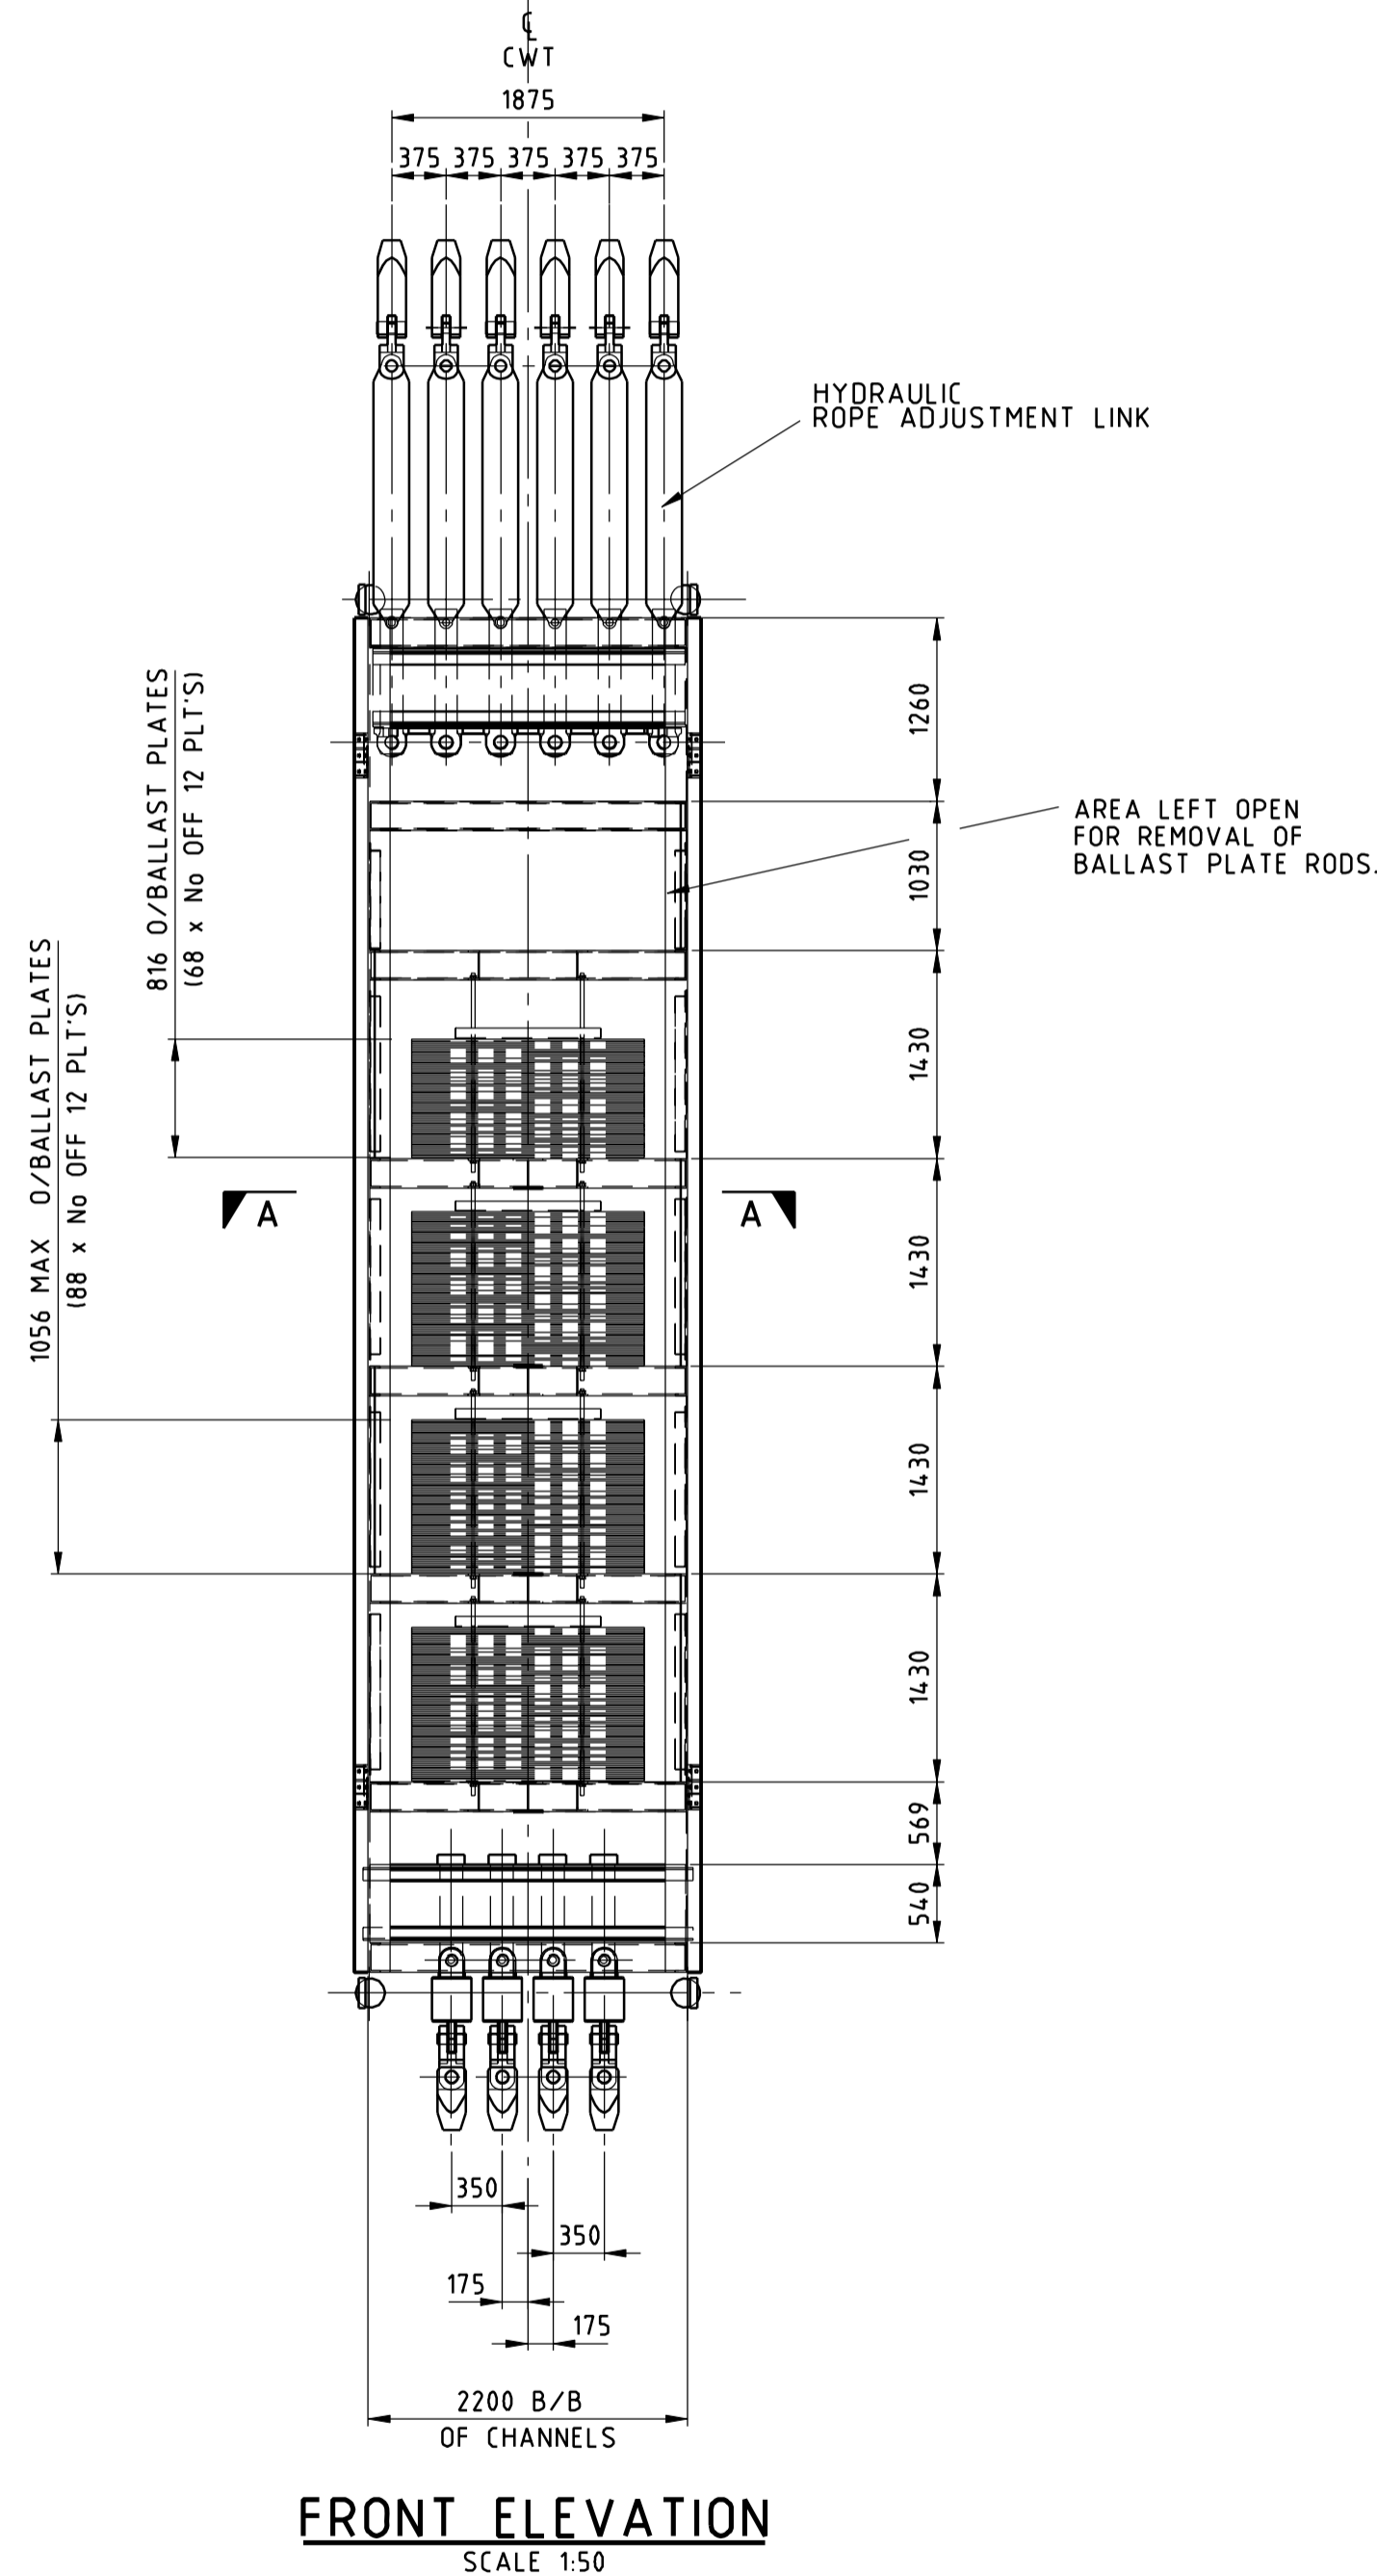 ℄
CWT
1875
375 375 375 375 375
HYDRAULIC
ROPE ADJUSTMENT LINK
1260
816 O/BALLAST PLATES
(68 x No OFF 12 PLT'S)
AREA LEFT OPEN
FOR REMOVAL OF
BALLAST PLATE RODS.
1030
1056 MAX O/BALLAST PLATES
(88 x No OFF 12 PLT'S)
1430
A A
1430
1430
1430
569
540
350
350
175
175
2200 B/B
OF CHANNELS
FRONT ELEVATION
SCALE 1:50